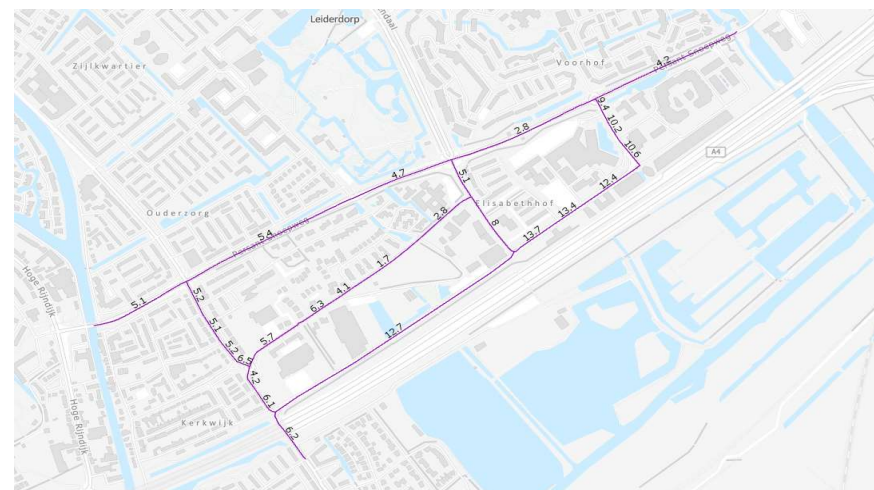 Leiderdorp
Zijlkwartier
Voorhof
4.2
9.4
10.2
10.6
2.8
A4
4.7
5.1
12.4
Elisabethhof
13.4
13.7
8
2.8
Ouderzorg
Persant Snoepweg
5.4
1.7
4.1
6.3
5.1
5.2
5.1
5.2
6.5
5.7
12.7
4.2
6.1
6.2
Hoge Rijndijk
Hoge Rijndijk
Kerkwijk